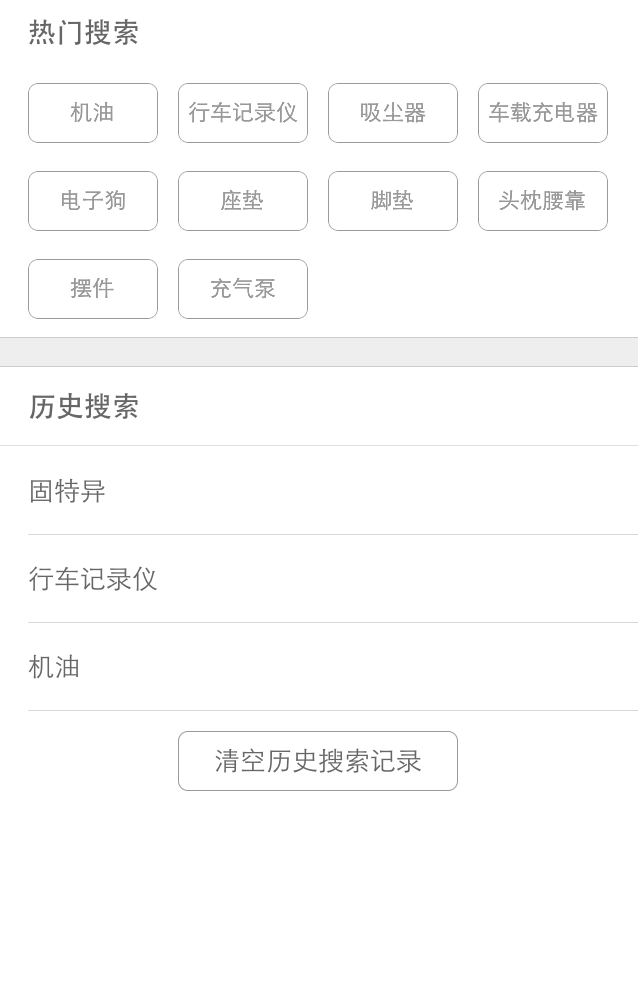 热门搜索
机油 行车记录仪 吸尘器 车载充电器
电子狗 座垫 脚垫 头枕腰靠
摆件 充气泵
历史搜索
固特异
行车记录仪
机油
清空历史搜索记录